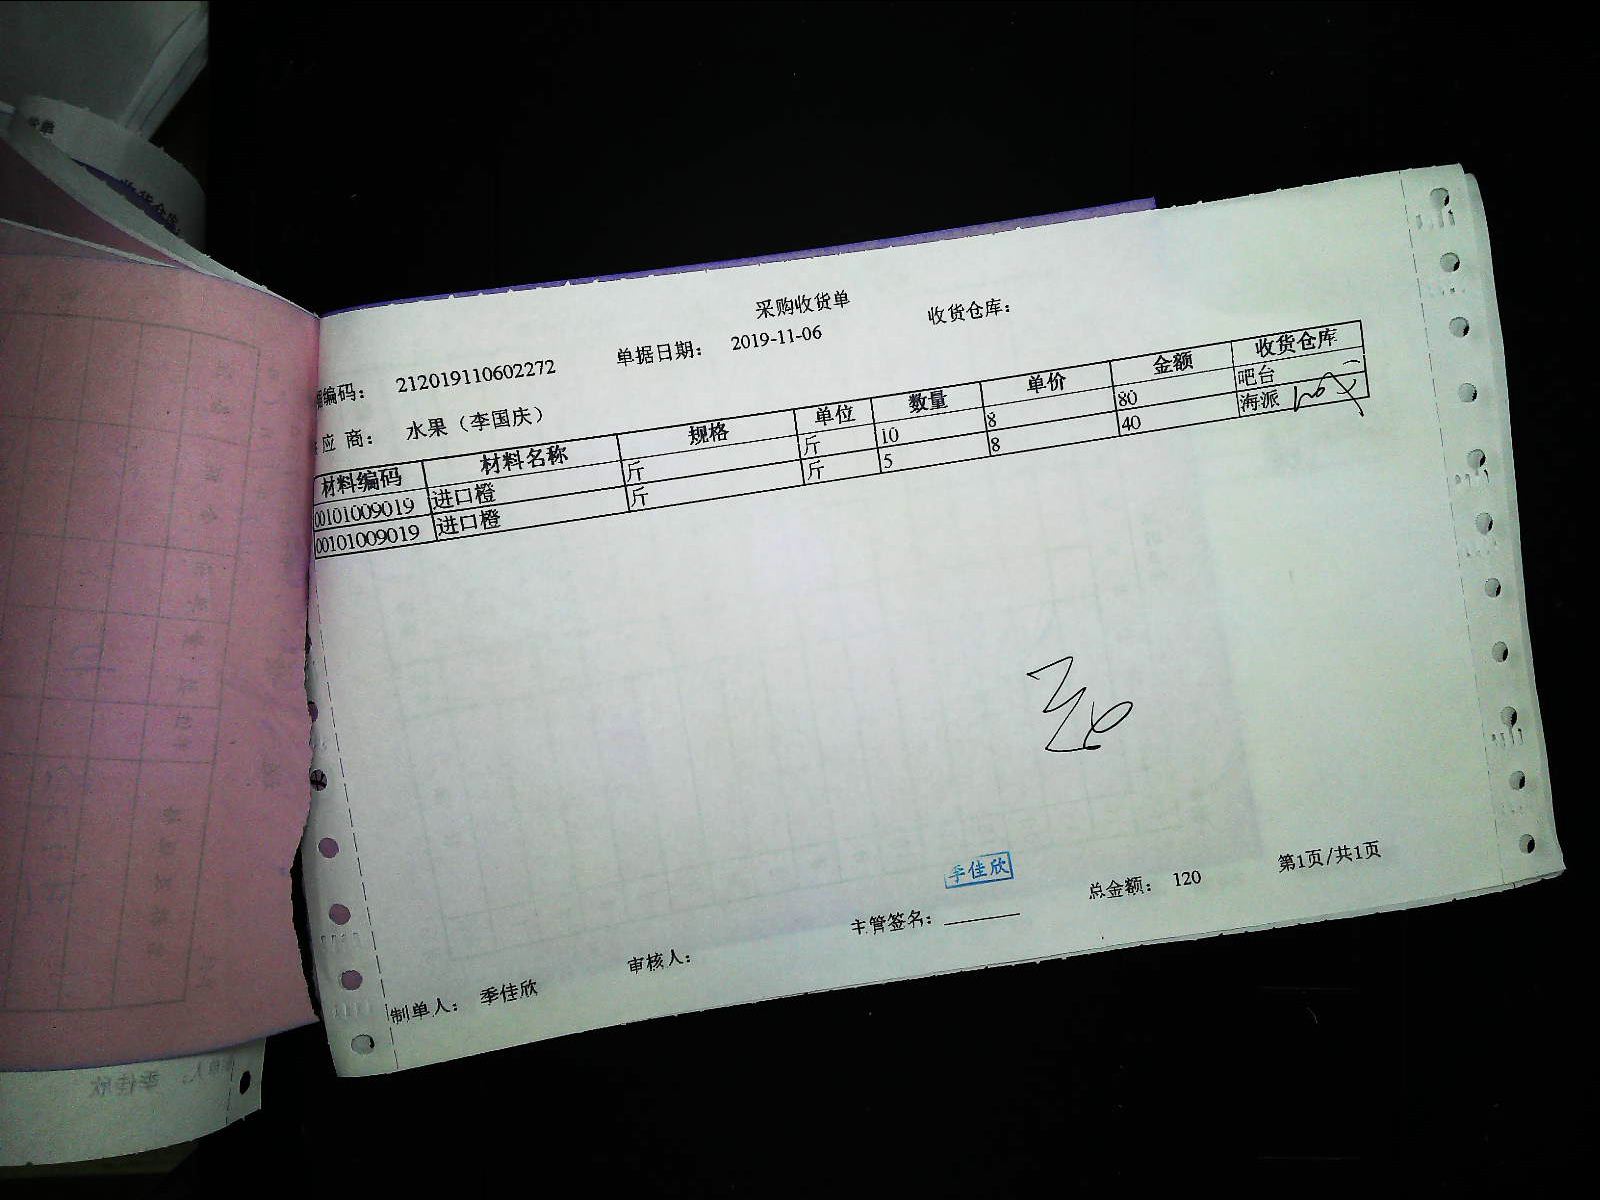 采购收货单
编码： 212019110602272 单据日期： 2019-11-06 收货仓库：
应 商： 水果（李国庆）
材料编码 材料名称 规格 单位 数量 单价 金额 收货仓库
00101009019 进口橙 斤 斤 10 8 80 吧台
00101009019 进口橙 斤 斤 5 8 40 海派
季佳欣
制单人： 季佳欣 审核人： 主管签名： 总金额： 120 第1页/共1页
收货仓库